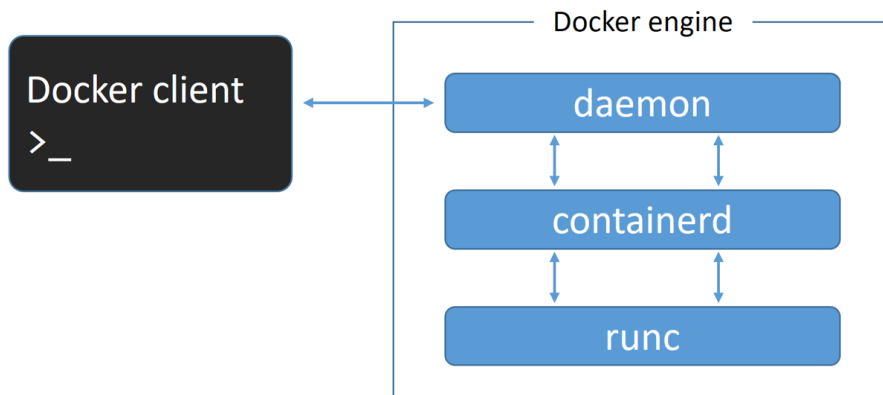 Docker engine
Docker client
>_
daemon
containerd
runc